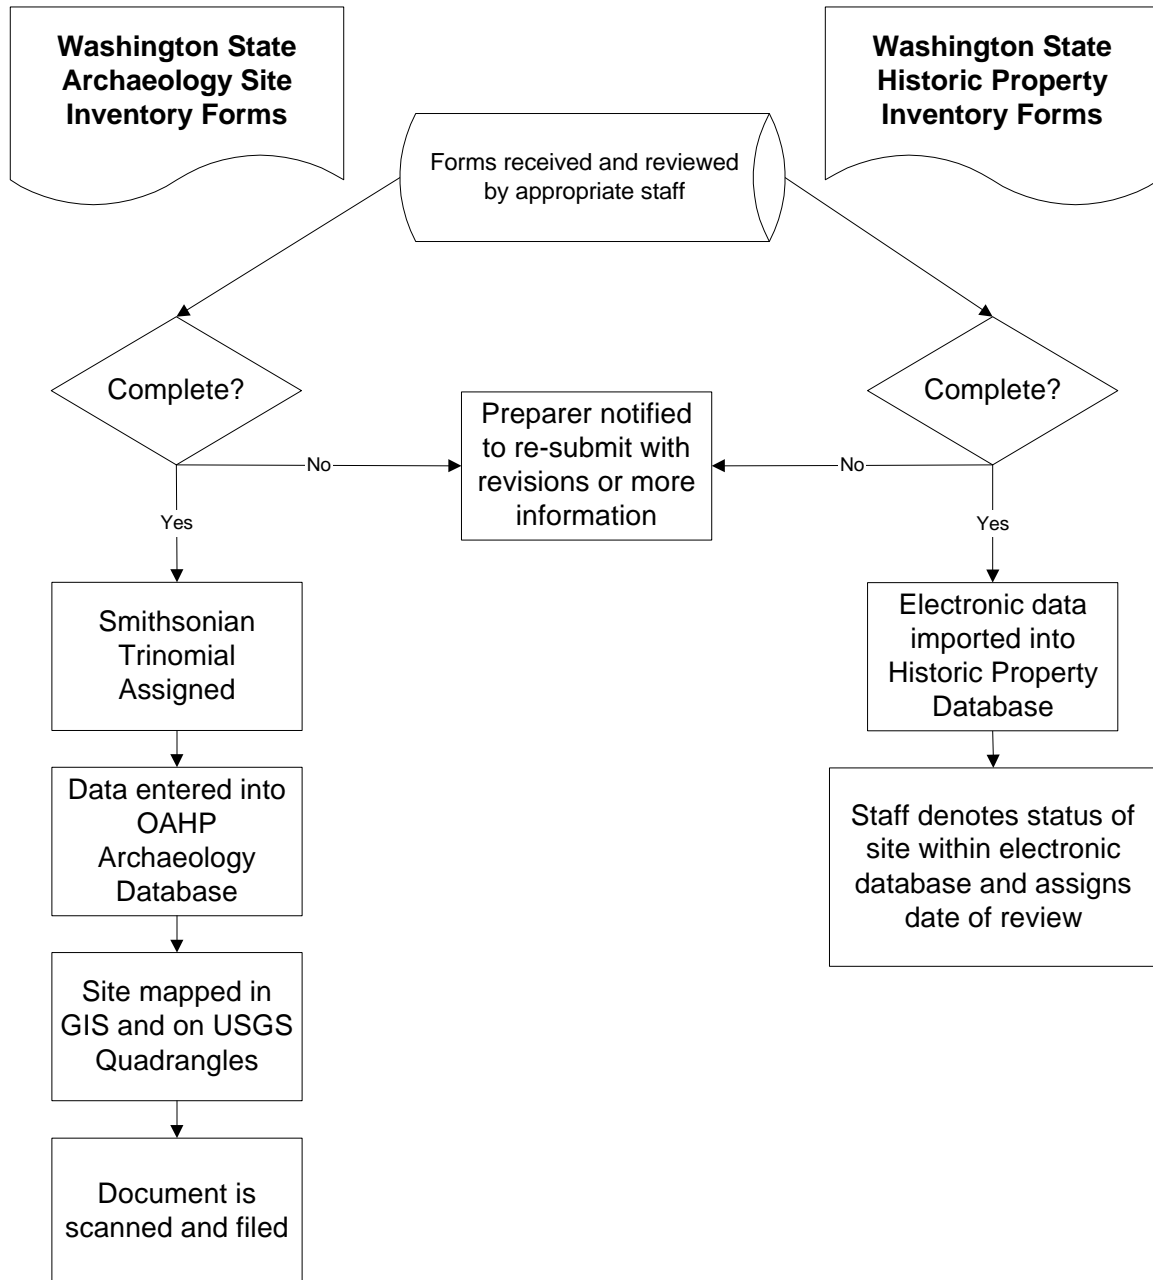 Washington State
Archaeology Site
Inventory Forms
Washington State
Historic Property
Inventory Forms
Forms received and reviewed
by appropriate staff
Complete?
Complete?
Preparer notified
to re-submit with
revisions or more
information
No
No
Yes
Yes
Smithsonian
Trinomial
Assigned
Electronic data
imported into
Historic Property
Database
Data entered into
OAHP
Archaeology
Database
Staff denotes status of
site within electronic
database and assigns
date of review
Site mapped in
GIS and on USGS
Quadrangles
Document is
scanned and filed